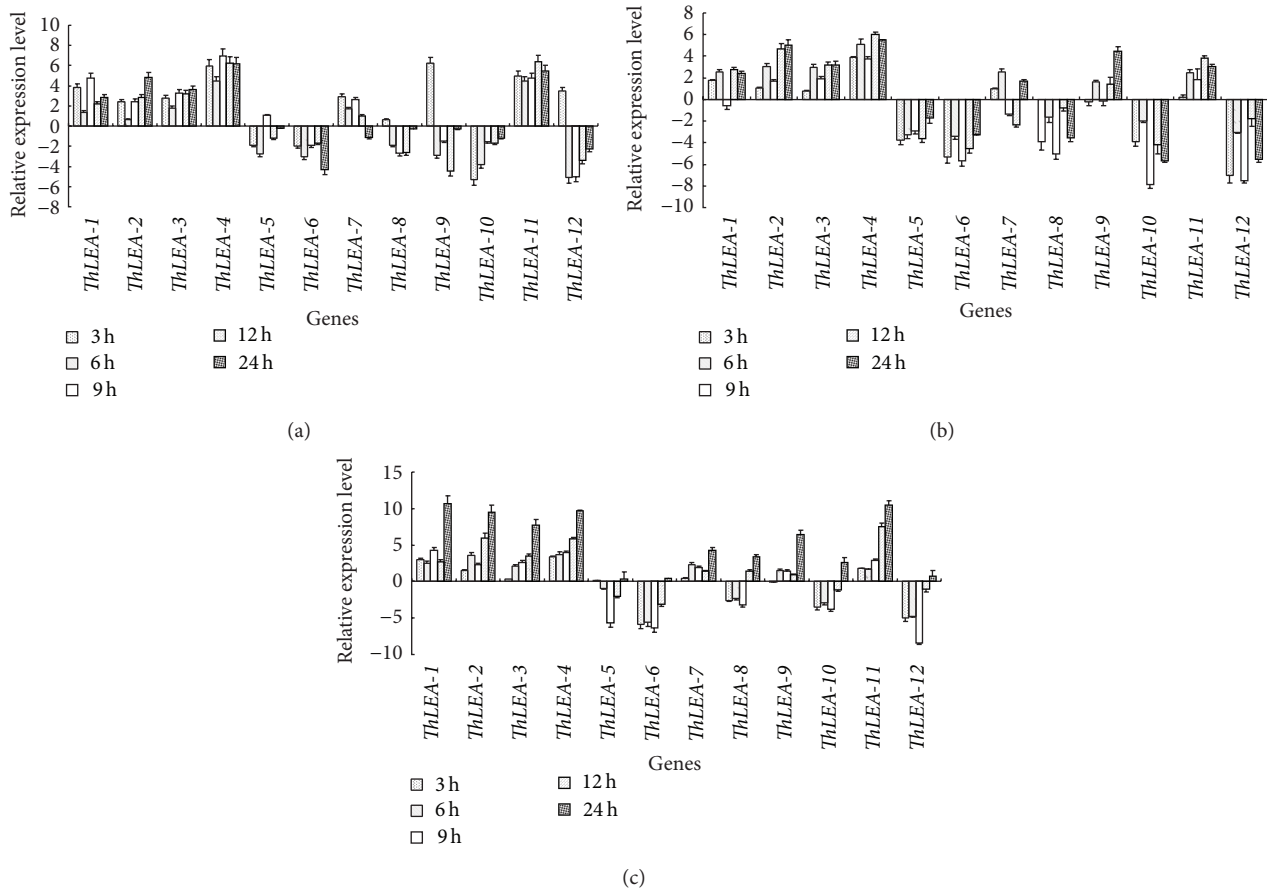 Relative expression level
10
8
6
4
2
0
−2
−4
−6
−8
ThLEA-1
ThLEA-2
ThLEA-3
ThLEA-4
ThLEA-5
ThLEA-6
ThLEA-7
ThLEA-8
ThLEA-9
ThLEA-10
ThLEA-11
ThLEA-12
Genes
3 h
6 h
9 h
12 h
24 h
(a)
Relative expression level
8
6
4
2
0
−2
−4
−6
−8
−10
ThLEA-1
ThLEA-2
ThLEA-3
ThLEA-4
ThLEA-5
ThLEA-6
ThLEA-7
ThLEA-8
ThLEA-9
ThLEA-10
ThLEA-11
ThLEA-12
Genes
3 h
6 h
9 h
12 h
24 h
(b)
Relative expression level
15
10
5
0
−5
−10
ThLEA-1
ThLEA-2
ThLEA-3
ThLEA-4
ThLEA-5
ThLEA-6
ThLEA-7
ThLEA-8
ThLEA-9
ThLEA-10
ThLEA-11
ThLEA-12
Genes
3 h
6 h
9 h
12 h
24 h
(c)